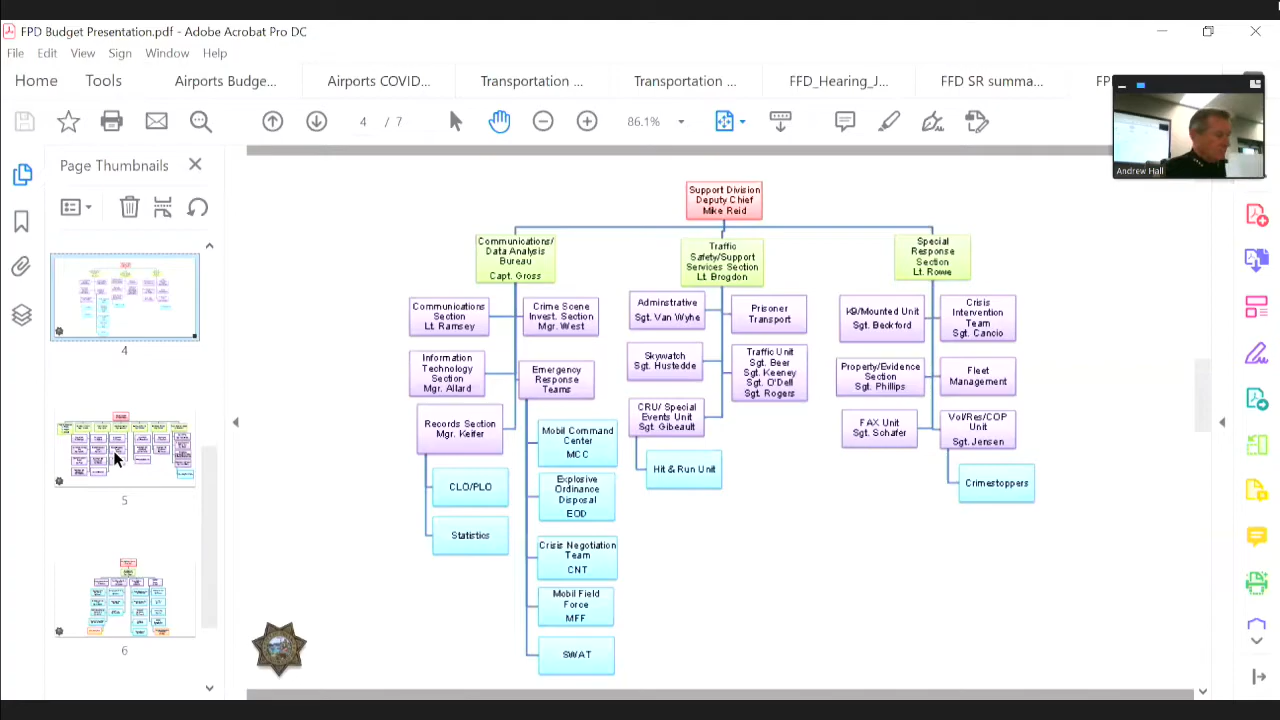 FPD Budget Presentation.pdf - Adobe Acrobat Pro DC
File Edit View Sign Window Help
Home Tools Airports Budge... Airports COVID... Transportation ... Transportation ... FFD_Hearing_J... FFD SR summa... FP
4 / 7 86.1%
Andrew Hall
Page Thumbnails
4
5
6
Support Division
Deputy Chief
Mike Reid
Communications/
Data Analysis
Bureau
Capt. Gross
Traffic
Safety/Support
Services Section
Lt. Brogdon
Special
Response
Section
Lt. Rowe
Communications
Section
Lt. Ramsey
Crime Scene
Invest. Section
Mgr. West
Information
Technology
Section
Mgr. Allard
Emergency
Response
Teams
Records Section
Mgr. Keifer
CLO/PLO
Statistics
Mobil Command
Center
MCC
Explosive
Ordinance
Disposal
EOD
Crisis Negotiation
Team
CNT
Mobil Field
Force
MFF
SWAT
Adminstrative
Sgt. Van Wyhe
Prisoner
Transport
Skywatch
Sgt. Hustedde
Traffic Unit
Sgt. Beer
Sgt. Keeney
Sgt. O'Dell
Sgt. Rogers
CRU/ Special
Events Unit
Sgt. Gibeault
Hit & Run Unit
K9/Mounted Unit
Sgt. Beckford
Crisis
Intervention
Team
Sgt. Cancio
Property/Evidence
Section
Sgt. Phillips
Fleet
Management
FAX Unit
Sgt. Schafer
Vol/Res/COP
Unit
Sgt. Jensen
Crimestoppers